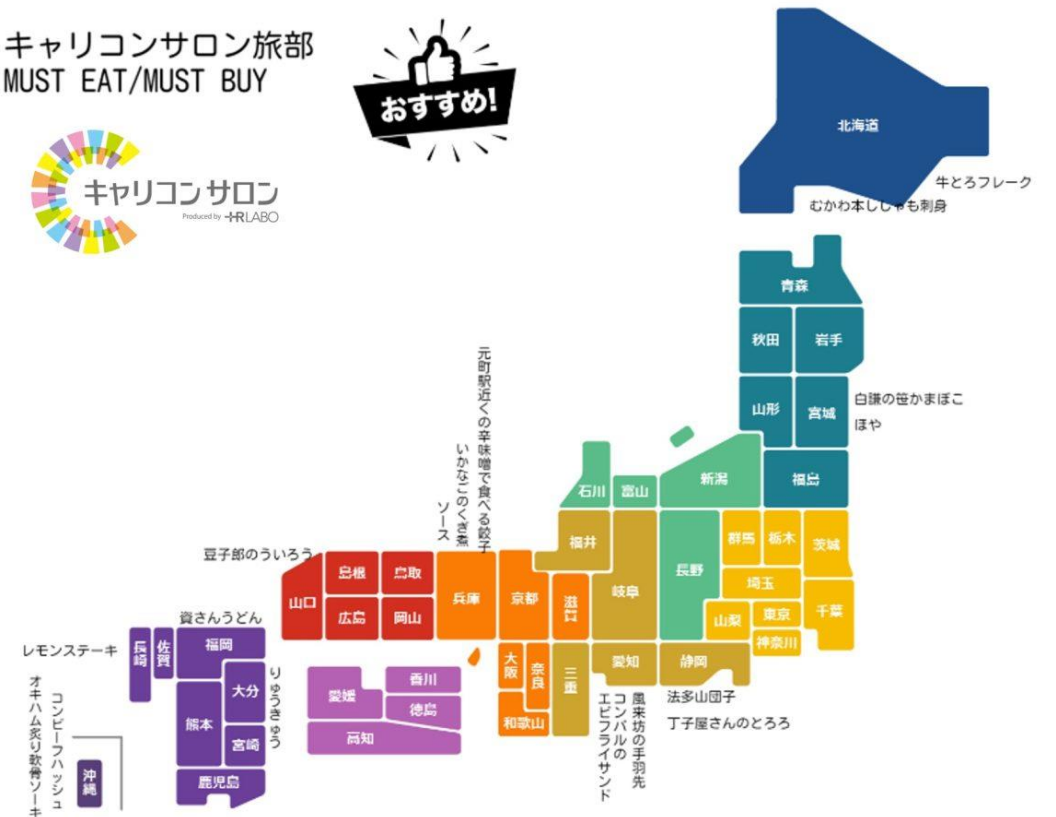 キャリコンサロン旅部
MUST EAT/MUST BUY
おすすめ!
キャリコンサロン
Produced by HRLABO
北海道
牛とろフレーク
むかわ本ししゃも刺身
青森
秋田
岩手
山形
宮城
白謙の笹かまぼこ
ほや
福島
元町駅近くの辛味噌で食べる餃子
いかなごのくぎ煮
ソース
石川
富山
新潟
福井
岐阜
長野
群馬
栃木
茨城
埼玉
山梨
東京
千葉
神奈川
豆子郎のういろう
山口
島根
鳥取
広島
岡山
兵庫
京都
滋賀
大阪
奈良
和歌山
三重
愛知
静岡
法多山団子
丁子屋さんのとろろ
風来坊の手羽先
コンパルの
エビフライサンド
愛媛
香川
徳島
高知
資さんうどん
レモンステーキ
長崎
佐賀
福岡
大分
熊本
宮崎
鹿児島
りゅうきゅう
コンビーフハッシュ
オキハム炙り軟骨ソーキ
沖縄